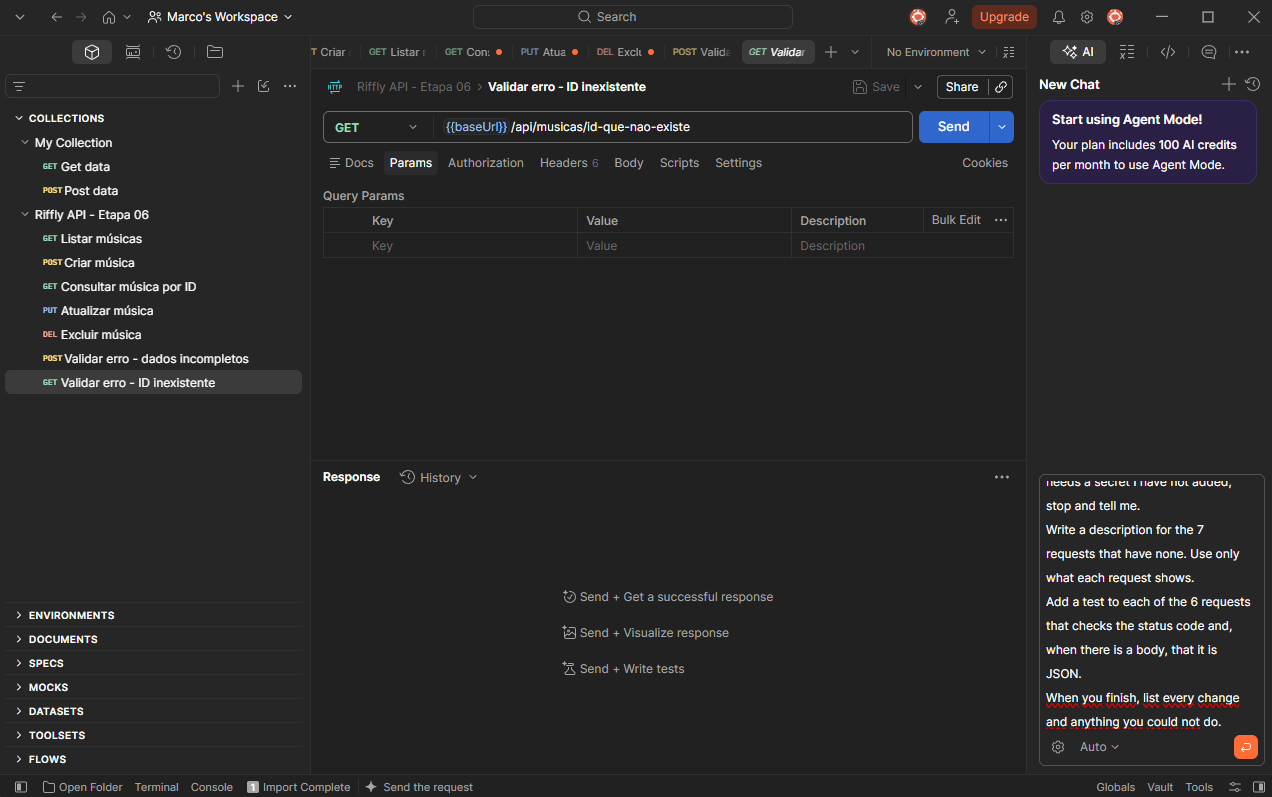 Marco's Workspace
Search
Upgrade
T Criar
GET Listar
GET Con
PUT Atua
DEL Exclu
POST Valida
GET Validar
No Environment
AI
Riffly API - Etapa 06 > Validar erro - ID inexistente
Save
Share
New Chat
COLLECTIONS
My Collection
GET Get data
POST Post data
Riffly API - Etapa 06
GET Listar músicas
POST Criar música
GET Consultar música por ID
PUT Atualizar música
DEL Excluir música
POST Validar erro - dados incompletos
GET Validar erro - ID inexistente
ENVIRONMENTS
DOCUMENTS
SPECS
MOCKS
DATASETS
TOOLSETS
FLOWS
HTTP
GET
{{baseUrl}} /api/musicas/id-que-nao-existe
Send
Docs
Params
Authorization
Headers 6
Body
Scripts
Settings
Cookies
Query Params
Key Value Description Bulk Edit
Key Value Description
Response
History
Send + Get a successful response
Send + Visualize response
Send + Write tests
Start using Agent Mode!
Your plan includes 100 AI credits
per month to use Agent Mode.
needs a secret I have not added,
stop and tell me.
Write a description for the 7
requests that have none. Use only
what each request shows.
Add a test to each of the 6 requests
that checks the status code and,
when there is a body, that it is
JSON.
When you finish, list every change
and anything you could not do.
Auto
Open Folder
Terminal
Console
1 Import Complete
Send the request
Globals
Vault
Tools